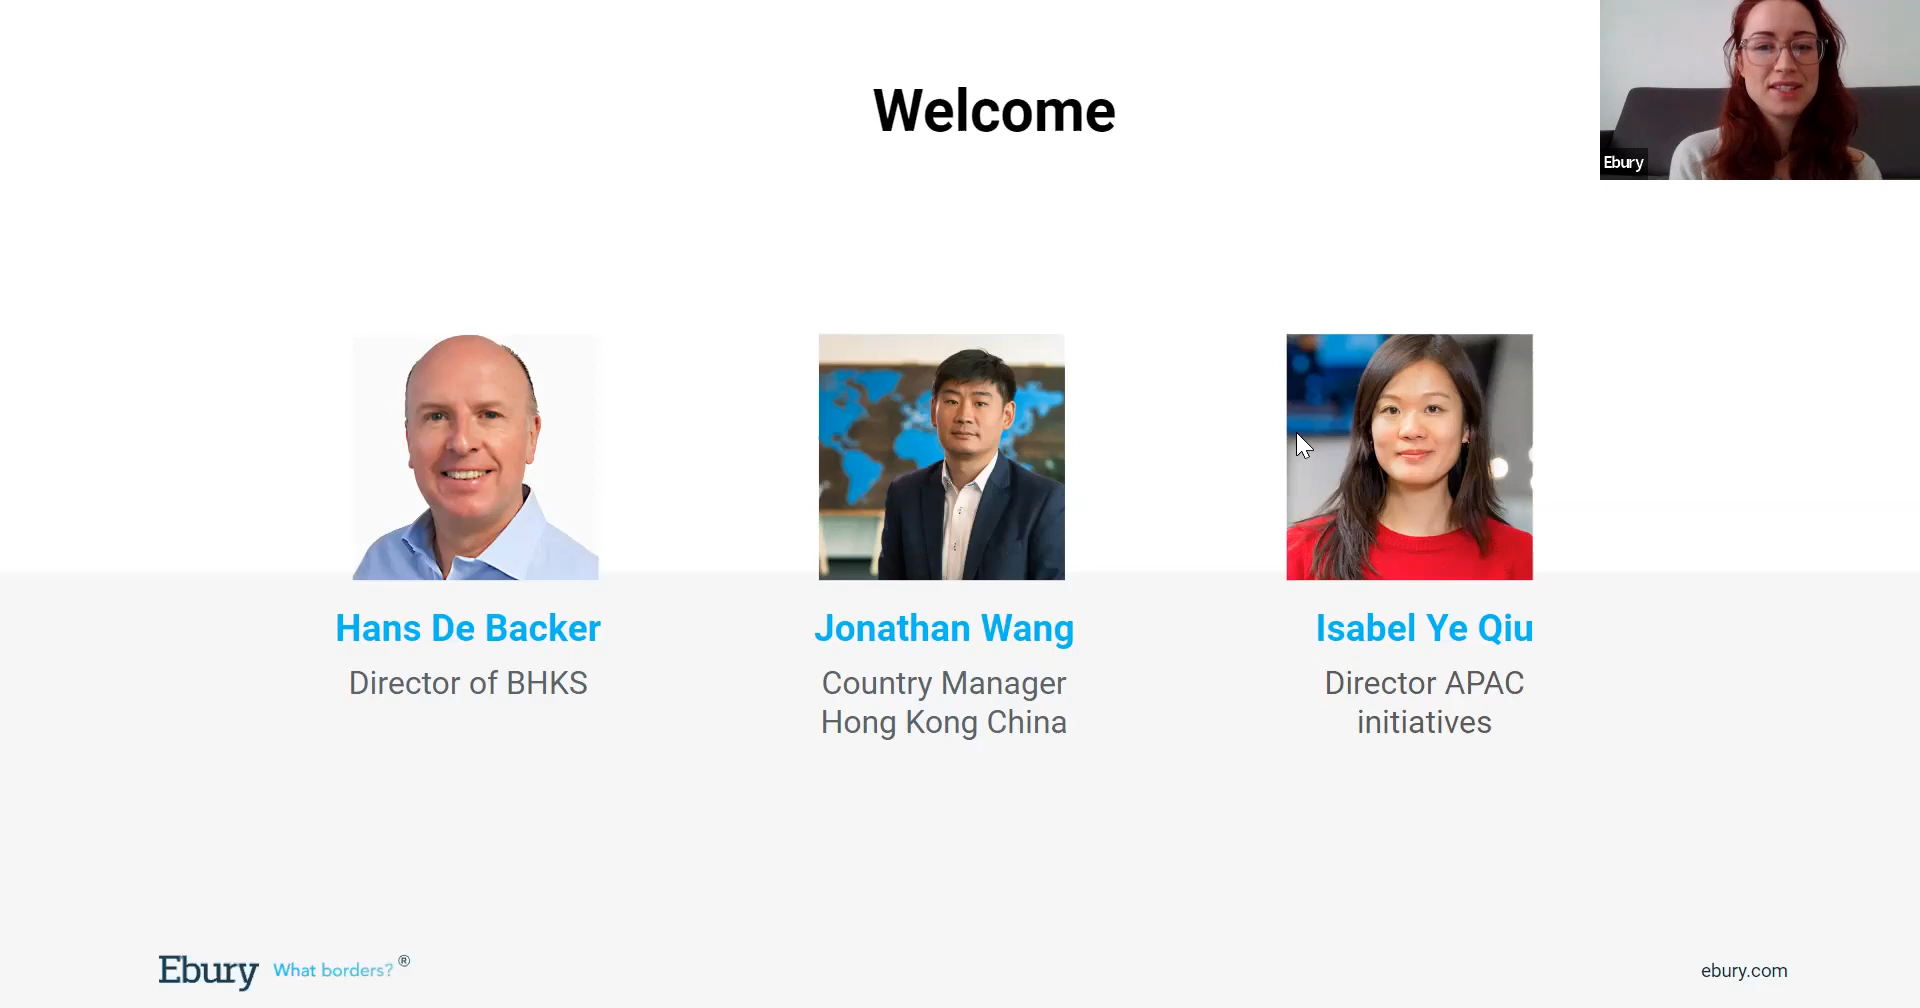 Welcome
Ebury
Hans De Backer
Director of BHKS
Jonathan Wang
Country Manager
Hong Kong China
Isabel Ye Qiu
Director APAC
initiatives
Ebury What borders? ®
ebury.com